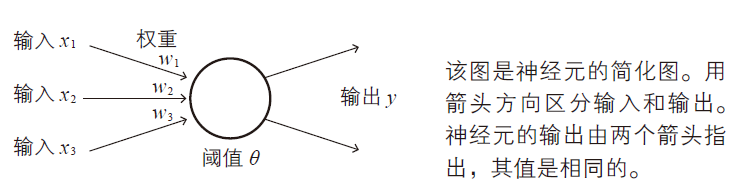 输入 x1
权重
w1
输入 x2
w2
输出 y
w3
输入 x3
阈值 θ
该图是神经元的简化图。用
箭头方向区分输入和输出。
神经元的输出由两个箭头指
出，其值是相同的。